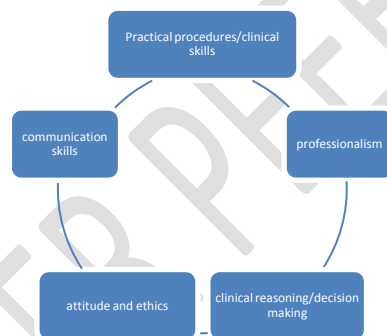 Practical procedures/clinical
skills
communication
skills
professionalism
attitude and ethics
clinical reasoning/decision
making